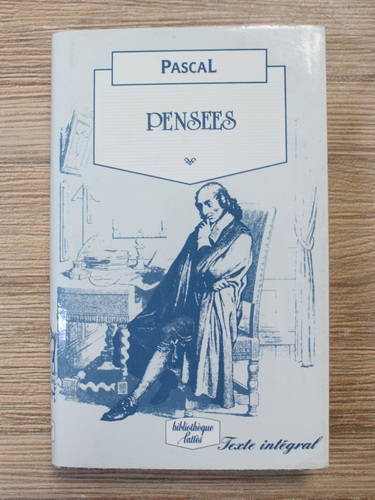 PASCAL
PENSEES
bibliothèque
lattès
Texte intégral